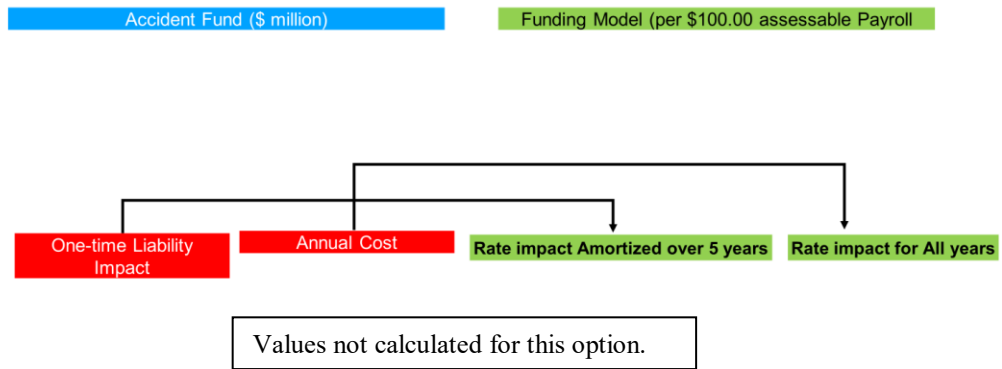 Accident Fund ($ million)
Funding Model (per $100.00 assessable Payroll
One-time Liability
Impact
Annual Cost
Rate impact Amortized over 5 years
Rate impact for All years
Values not calculated for this option.